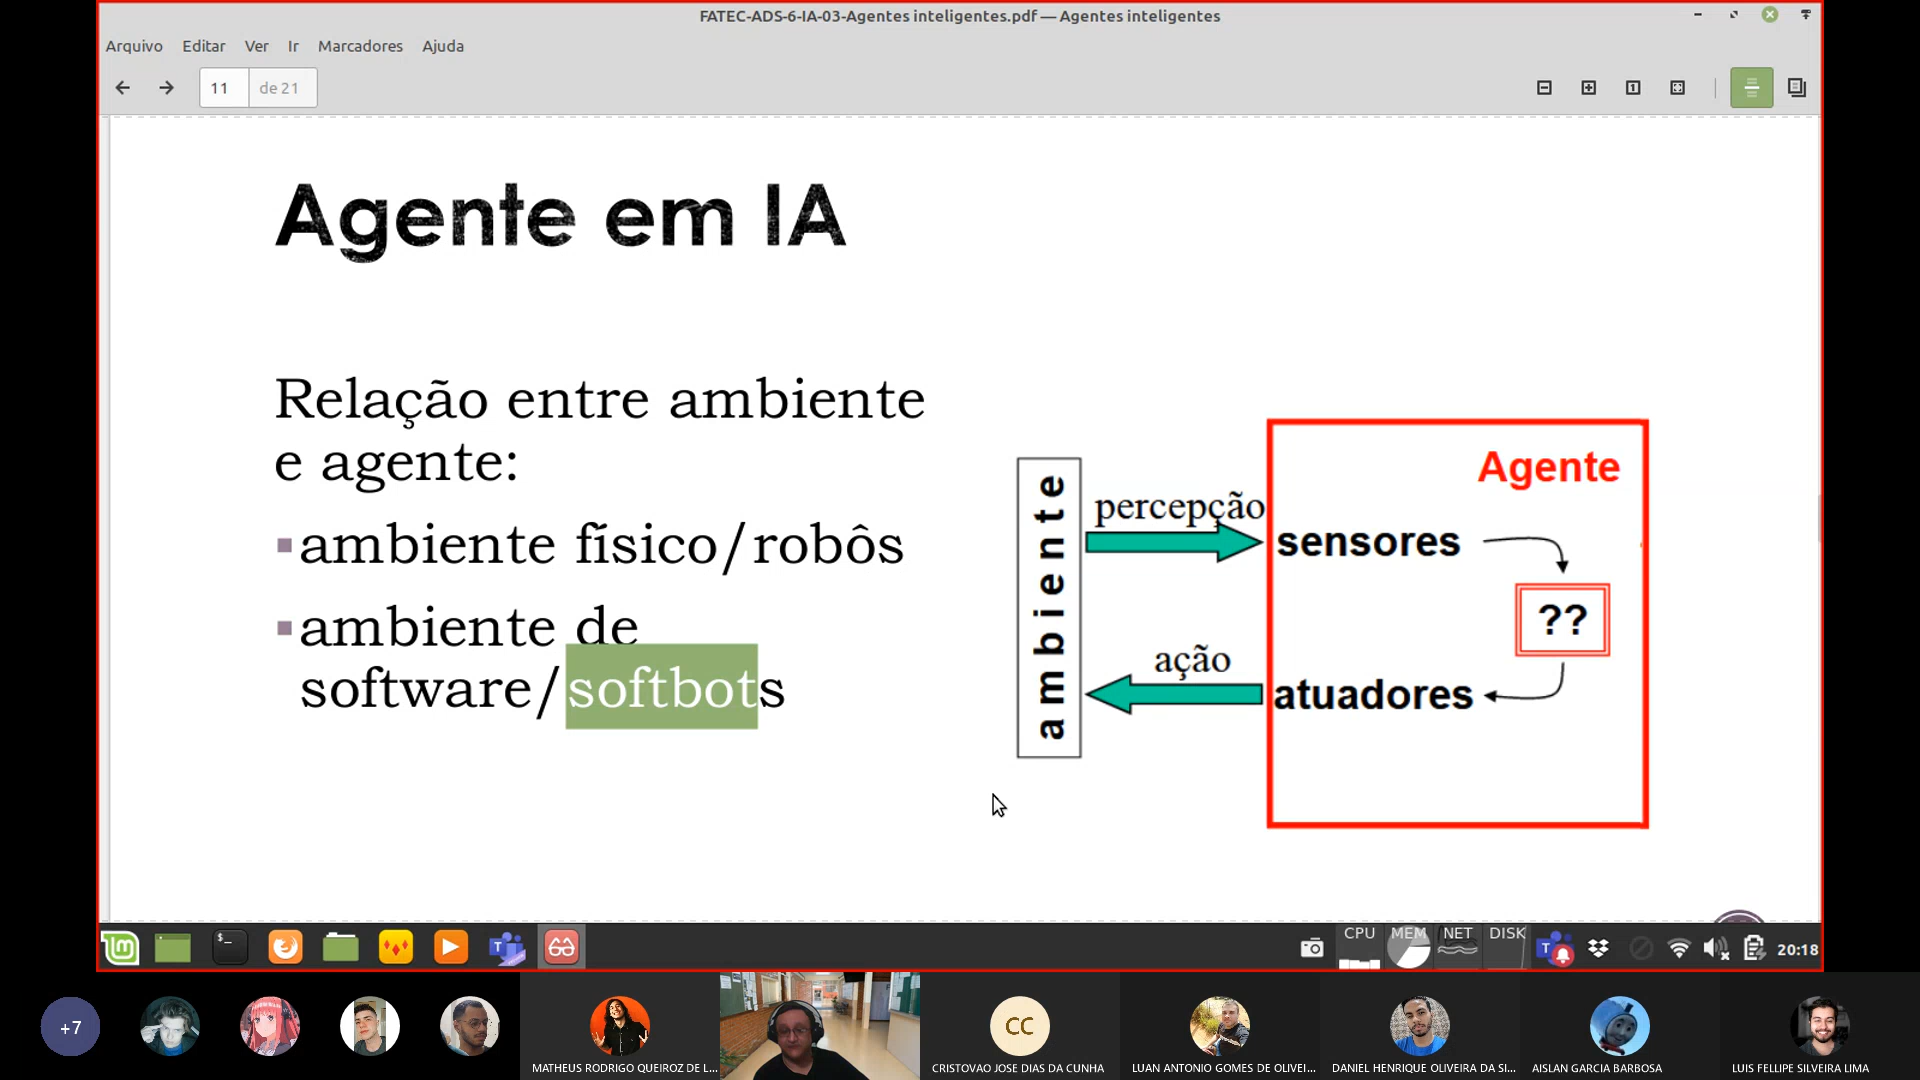 FATEC-ADS-6-IA-03-Agentes inteligentes.pdf — Agentes inteligentes
Arquivo Editar Ver Ir Marcadores Ajuda
11 de 21
Agente em IA
Relação entre ambiente
e agente:
ambiente físico/robôs
ambiente de
software/softbots
ambiente
percepção
ação
Agente
sensores
??
atuadores
CPU MEM NET DISK
20:18
+7
MATHEUS RODRIGO QUEIROZ DE L...
CC
CRISTOVAO JOSE DIAS DA CUNHA
LUAN ANTONIO GOMES DE OLIVEI...
DANIEL HENRIQUE OLIVEIRA DA SI...
AISLAN GARCIA BARBOSA
LUIS FELLIPE SILVEIRA LIMA